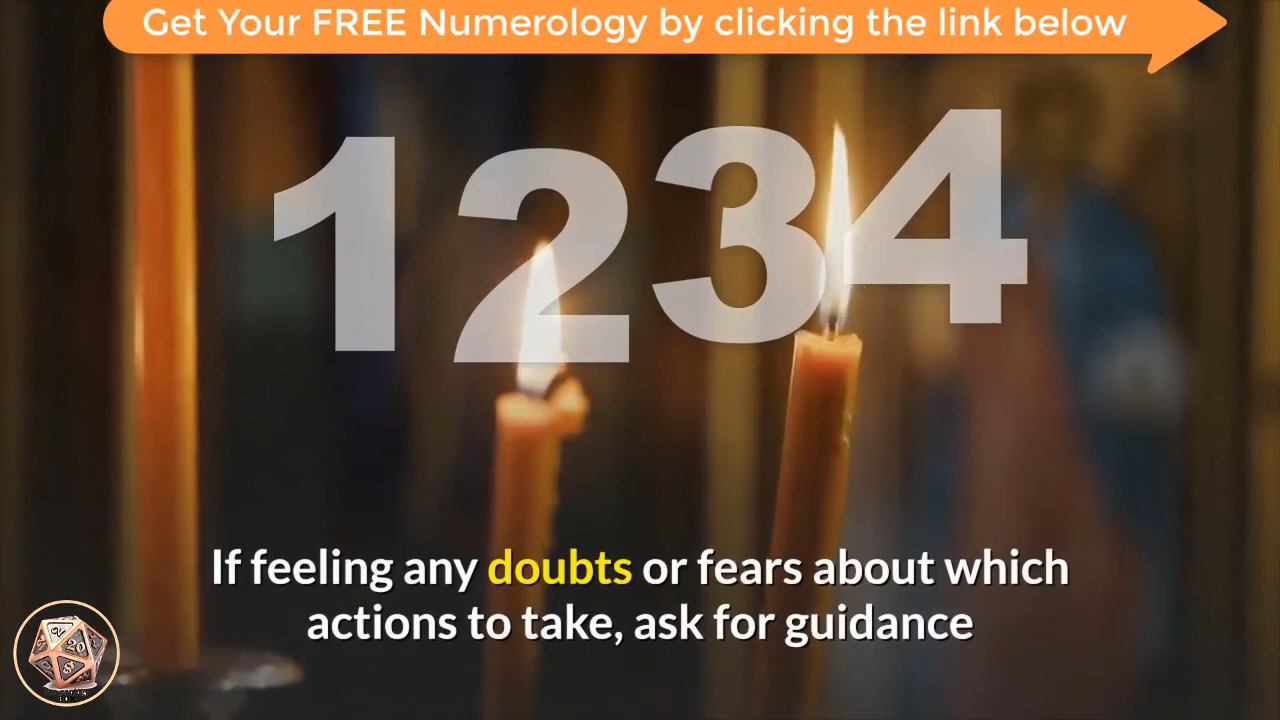 Get Your FREE Numerology by clicking the link below
1234
If feeling any doubts or fears about which
actions to take, ask for guidance
20